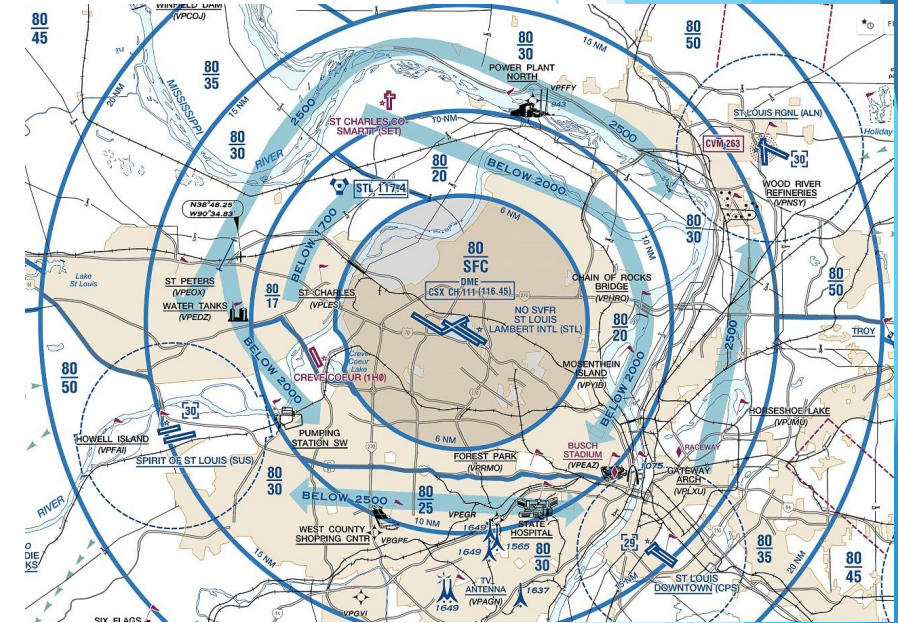 WINFIELD DAM
(VPCOJ)
80
45
80
35
80
30
15 NM
80
50
20 NM
15 NM
MISSISSIPPI
RIVER
2500
POWER PLANT
NORTH
VPFFY
943
2500
ST CHARLES CO-
SMARTT (SET)
10 NM
80
30
80
20
BELOW 2000
ST LOUIS RGNL (ALN)
CVM 263
[30]
Holiday
WOOD RIVER
REFINERIES
(VPNSY)
STL 117.4
N38°48.25'
W90°34.83'
BELOW 1700
6 NM
80
SFC
DME
CSX CH 111 (116.45)
NO SVFR
ST LOUIS
LAMBERT INTL (STL)
80
30
10 NM
CHAIN OF ROCKS
BRIDGE
(VPHRQ)
80
20
80
50
TROY
Lake
St Louis
ST PETERS
(VPEOX)
WATER TANKS
(VPEDZ)
80
17
ST CHARLES
(VPLES)
Creve
Coeur
Lake
CREVE COEUR (1H0)
BELOW 2000
80
50
MOSENTHEIN
ISLAND
(VPYIB)
BELOW 2000
2500
[30]
HOWELL ISLAND
(VPFAI)
SPIRIT OF ST LOUIS (SUS)
PUMPING
STATION SW
6 NM
FOREST PARK
(VPRMO)
BUSCH
STADIUM
(VPEAZ)
1075
RACEWAY
GATEWAY
ARCH
(VPLXU)
HORSESHOE LAKE
(VPJMU)
RIVER
80
30
BELOW 2500
80
25
10 NM
WEST COUNTY
SHOPPING CNTR
VPGPF
VPEGR
1649
1649
1565
STATE
HOSPITAL
80
30
[29]
15 NM
ST LOUIS
DOWNTOWN (CPS)
80
35
20 NM
80
45
15 NM
TV
ANTENNA
(VPAGN)
1649
1637
VPGVI
SIX FLAGS
DIE
KS